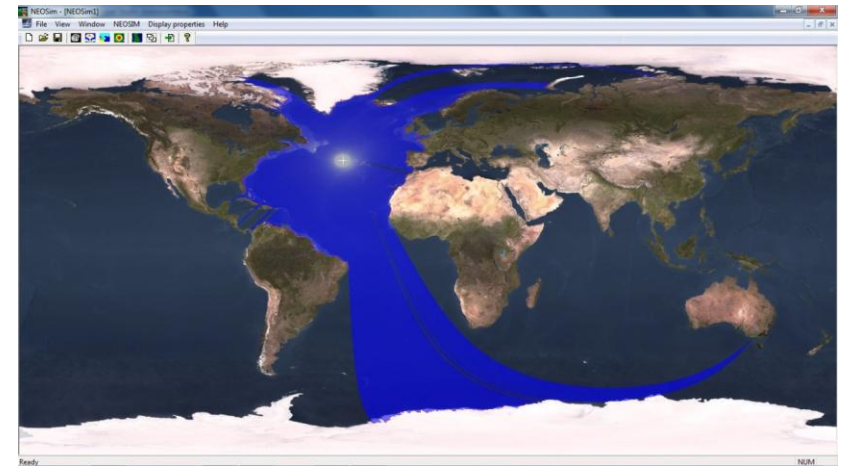 NEOSim - [NEOSim1]
File View Window NEOSIM Display properties Help
Ready NUM